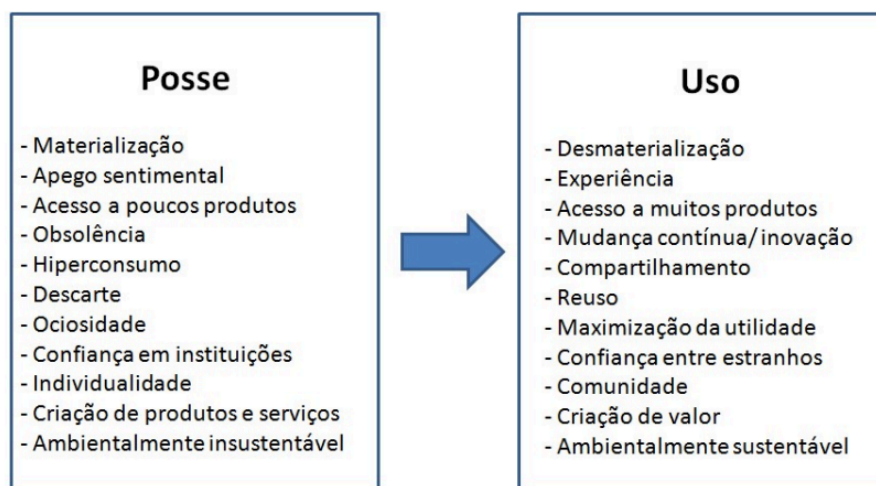 Posse
- Materialização
- Apego sentimental
- Acesso a poucos produtos
- Obsolência
- Hiperconsumo
- Descarte
- Ociosidade
- Confiança em instituições
- Individualidade
- Criação de produtos e serviços
- Ambientalmente insustentável
Uso
- Desmaterialização
- Experiência
- Acesso a muitos produtos
- Mudança contínua/ inovação
- Compartilhamento
- Reuso
- Maximização da utilidade
- Confiança entre estranhos
- Comunidade
- Criação de valor
- Ambientalmente sustentável